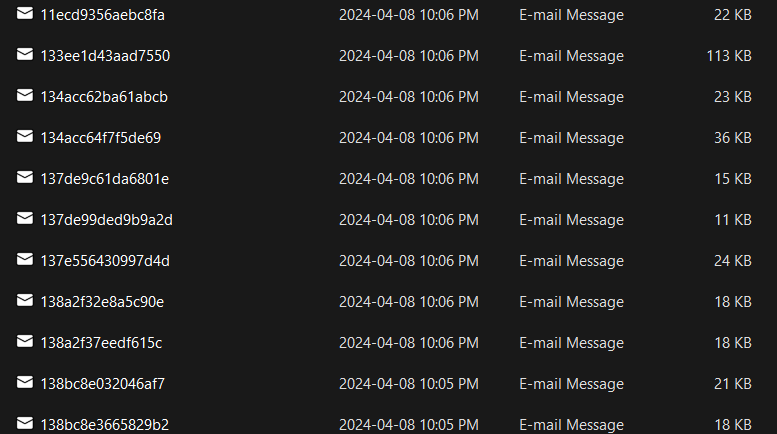 11ecd9356aebc8fa 2024-04-08 10:06 PM E-mail Message 22 KB
133ee1d43aad7550 2024-04-08 10:06 PM E-mail Message 113 KB
134acc62ba61abcb 2024-04-08 10:06 PM E-mail Message 23 KB
134acc64f7f5de69 2024-04-08 10:06 PM E-mail Message 36 KB
137de9c61da6801e 2024-04-08 10:06 PM E-mail Message 15 KB
137de99ded9b9a2d 2024-04-08 10:06 PM E-mail Message 11 KB
137e556430997d4d 2024-04-08 10:06 PM E-mail Message 24 KB
138a2f32e8a5c90e 2024-04-08 10:06 PM E-mail Message 18 KB
138a2f37eedf615c 2024-04-08 10:06 PM E-mail Message 18 KB
138bc8e032046af7 2024-04-08 10:05 PM E-mail Message 21 KB
138bc8e3665829b2 2024-04-08 10:05 PM E-mail Message 18 KB